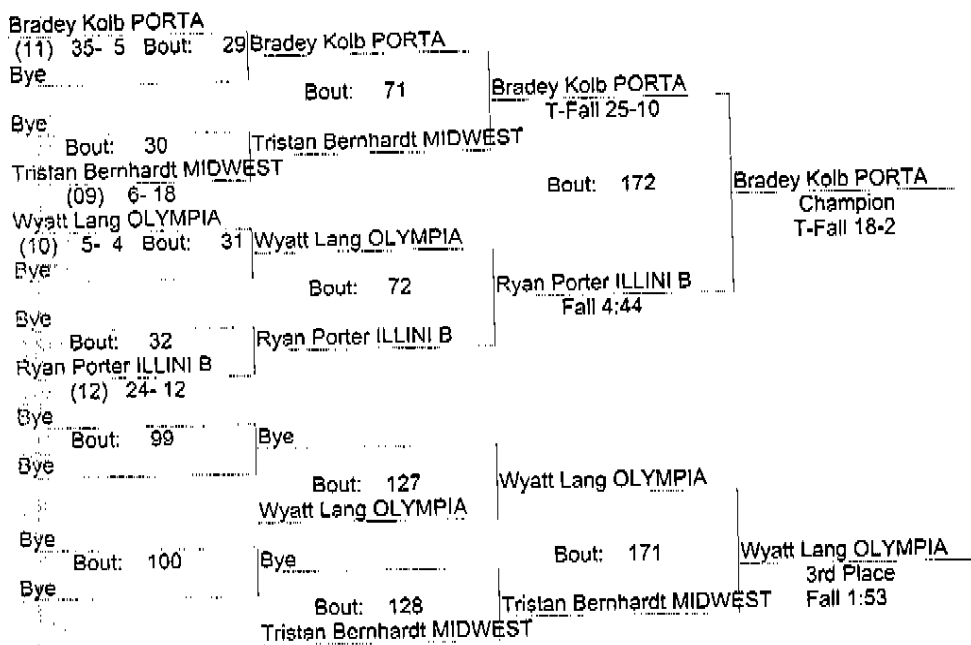 Bradey Kolb PORTA
(11) 35- 5 Bout: 29 Bradey Kolb PORTA
Bye
Bout: 71 Bradey Kolb PORTA
T-Fall 25-10
Bye
Bout: 30 Tristan Bernhardt MIDWEST
Tristan Bernhardt MIDWEST
(09) 6- 18
Bout: 172 Bradey Kolb PORTA
Champion
T-Fall 18-2
Wyatt Lang OLYMPIA
(10) 5- 4 Bout: 31 Wyatt Lang OLYMPIA
Bye
Bout: 72 Ryan Porter ILLINI B
Fall 4:44
Bye
Bout: 32 Ryan Porter ILLINI B
Ryan Porter ILLINI B
(12) 24- 12
Bye
Bout: 99 Bye
Bye
Bout: 127 Wyatt Lang OLYMPIA
Wyatt Lang OLYMPIA
Bye
Bout: 100 Bye
Bout: 171 Wyatt Lang OLYMPIA
3rd Place
Fall 1:53
Bye
Bout: 128 Tristan Bernhardt MIDWEST
Tristan Bernhardt MIDWEST